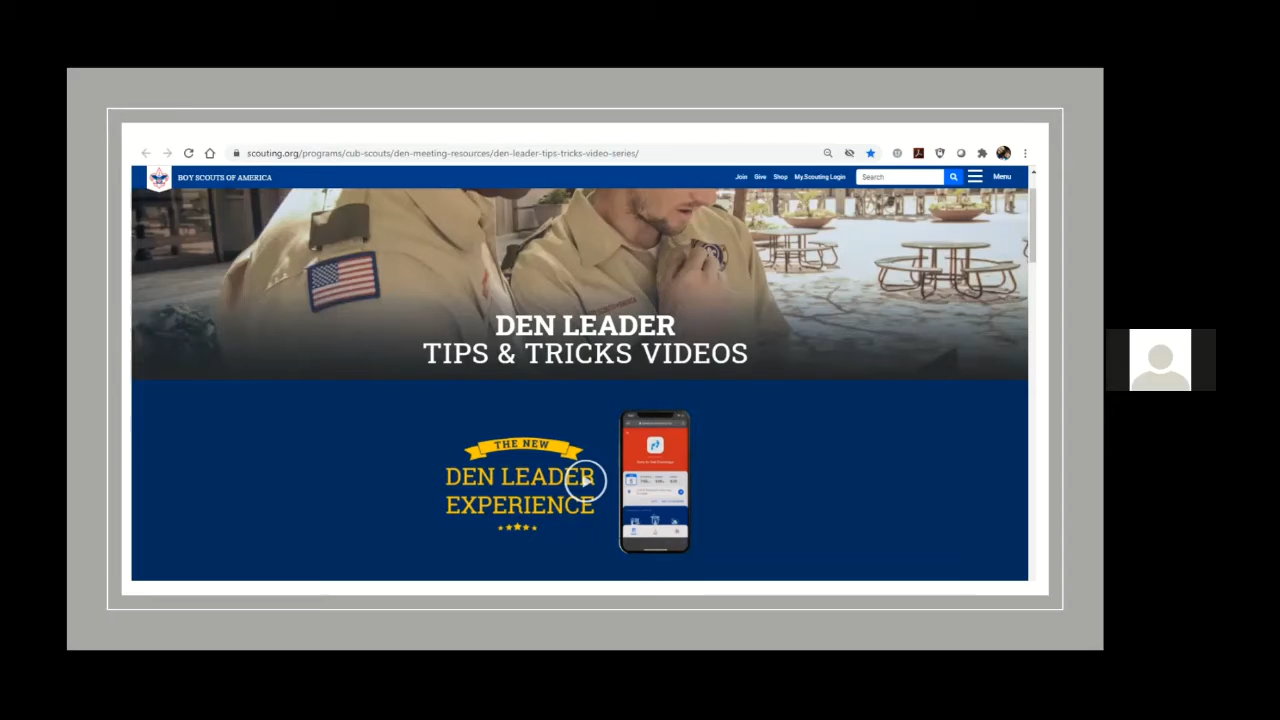 scouting.org/programs/cub-scouts/den-meeting-resources/den-leader-tips-tricks-video-series/
BOY SCOUTS OF AMERICA
Join Give Shop My.Scouting Login Search Menu
DEN LEADER
TIPS & TRICKS VIDEOS
THE NEW
DEN LEADER
EXPERIENCE